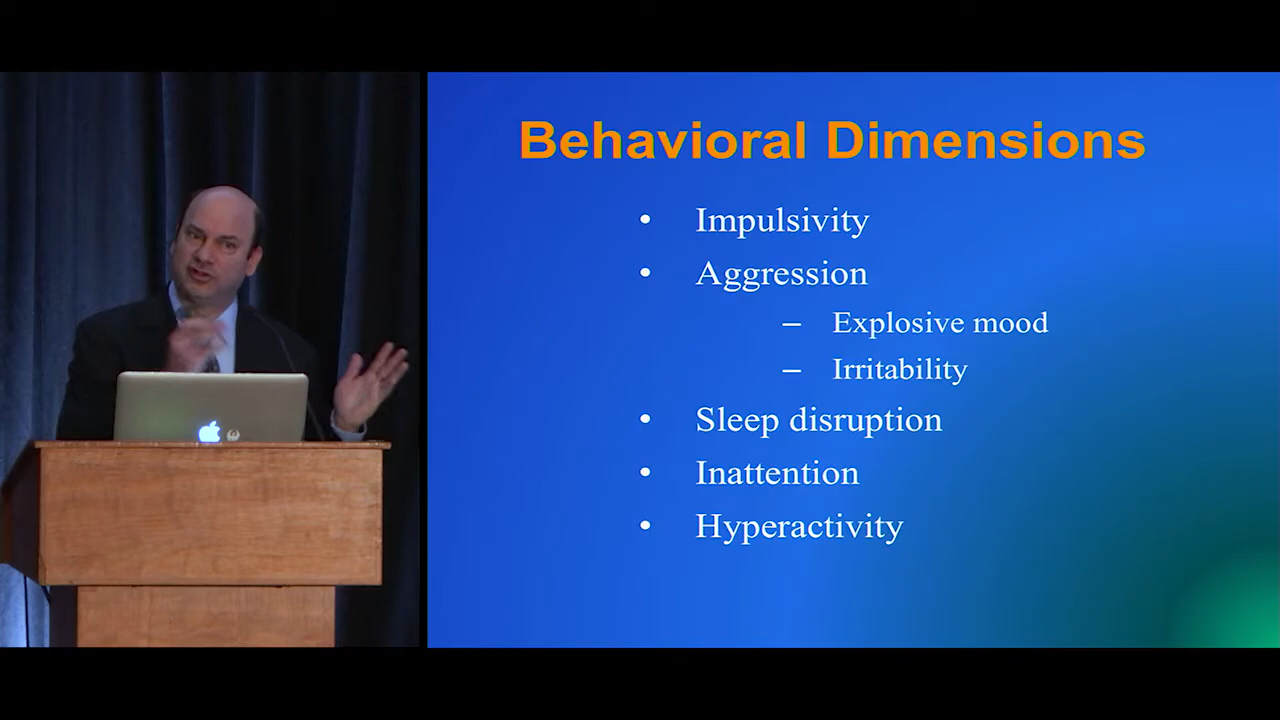 Behavioral Dimensions
• Impulsivity
• Aggression
– Explosive mood
– Irritability
• Sleep disruption
• Inattention
• Hyperactivity